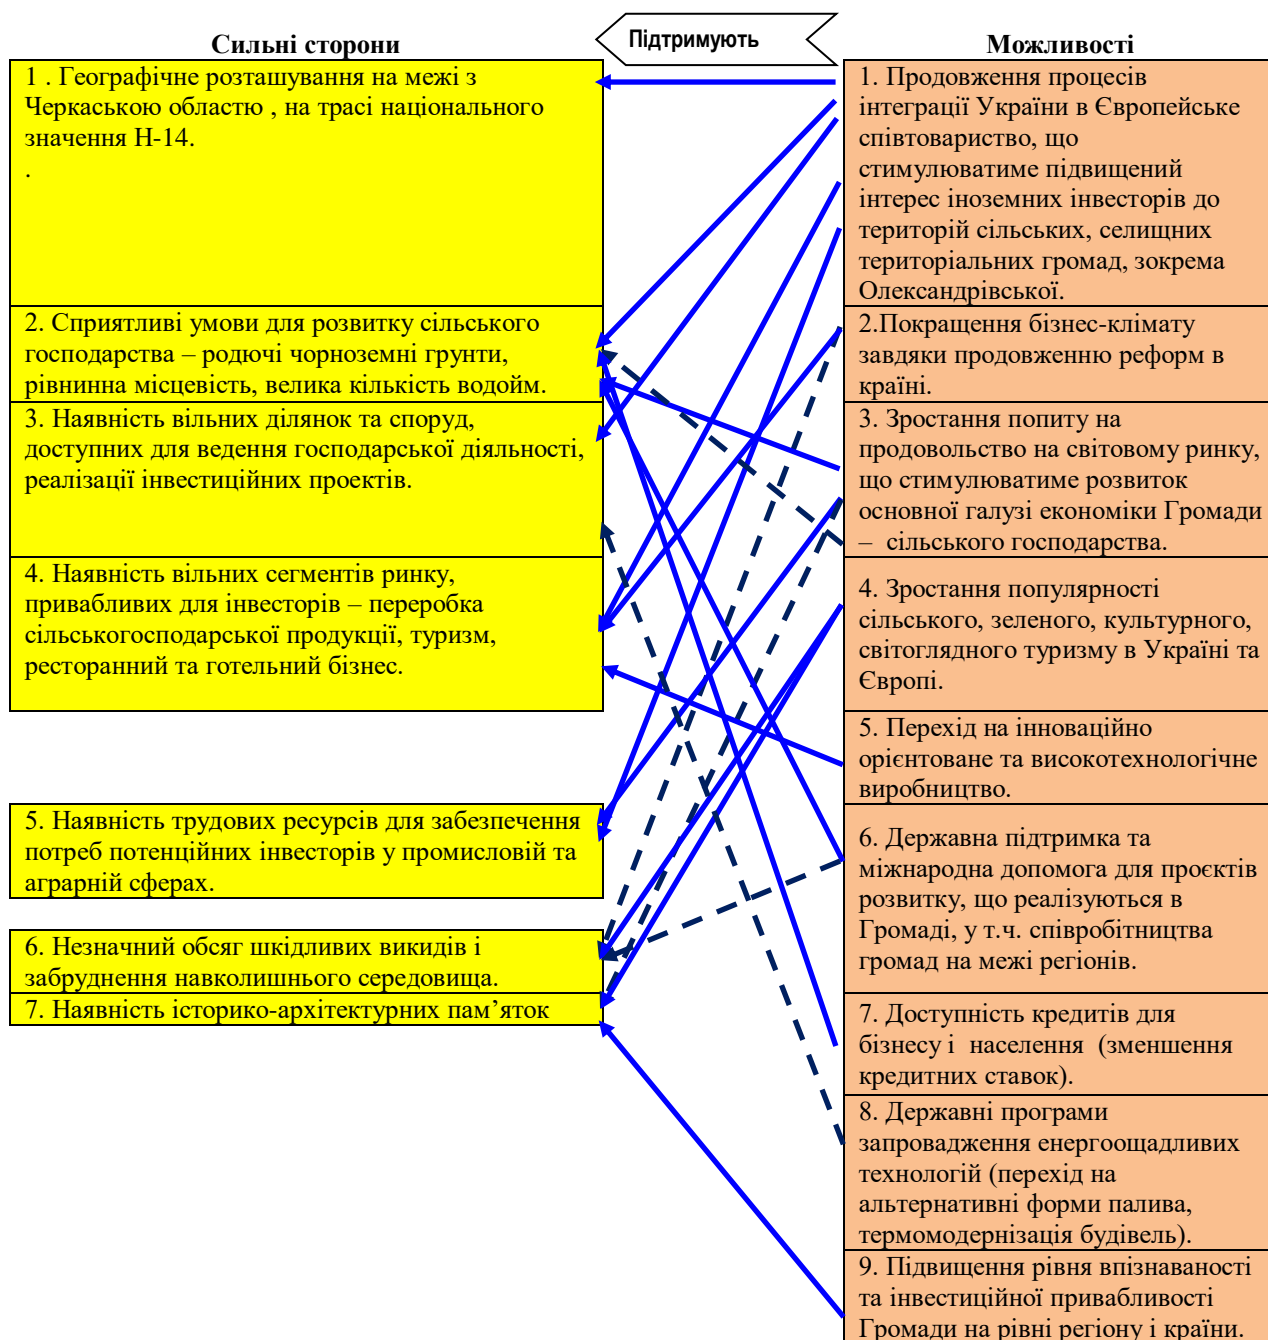 Підтримують
Сильні сторони
1 . Географічне розташування на межі з
Черкаською областю , на трасі національного
значення Н-14.
.
2. Сприятливі умови для розвитку сільського
господарства – родючі чорноземні грунти,
рівнинна місцевість, велика кількість водойм.
3. Наявність вільних ділянок та споруд,
доступних для ведення господарської діяльності,
реалізації інвестиційних проектів.
4. Наявність вільних сегментів ринку,
привабливих для інвесторів – переробка
сільськогосподарської продукції, туризм,
ресторанний та готельний бізнес.
5. Наявність трудових ресурсів для забезпечення
потреб потенційних інвесторів у промисловій та
аграрній сферах.
6. Незначний обсяг шкідливих викидів і
забруднення навколишнього середовища.
7. Наявність історико-архітектурних пам’яток
Можливості
1. Продовження процесів
інтеграції України в Європейське
співтовариство, що
стимулюватиме підвищений
інтерес іноземних інвесторів до
територій сільських, селищних
територіальних громад, зокрема
Олександрівської.
2.Покращення бізнес-клімату
завдяки продовженню реформ в
країні.
3. Зростання попиту на
продовольство на світовому ринку,
що стимулюватиме розвиток
основної галузі економіки Громади
– сільського господарства.
4. Зростання популярності
сільського, зеленого, культурного,
світоглядного туризму в Україні та
Європі.
5. Перехід на інноваційно
орієнтоване та високотехнологічне
виробництво.
6. Державна підтримка та
міжнародна допомога для проєктів
розвитку, що реалізуються в
Громаді, у т.ч. співробітництва
громад на межі регіонів.
7. Доступність кредитів для
бізнесу і населення (зменшення
кредитних ставок).
8. Державні програми
запровадження енергоощадливих
технологій (перехід на
альтернативні форми палива,
термомодернізація будівель).
9. Підвищення рівня впізнаваності
та інвестиційної привабливості
Громади на рівні регіону і країни.